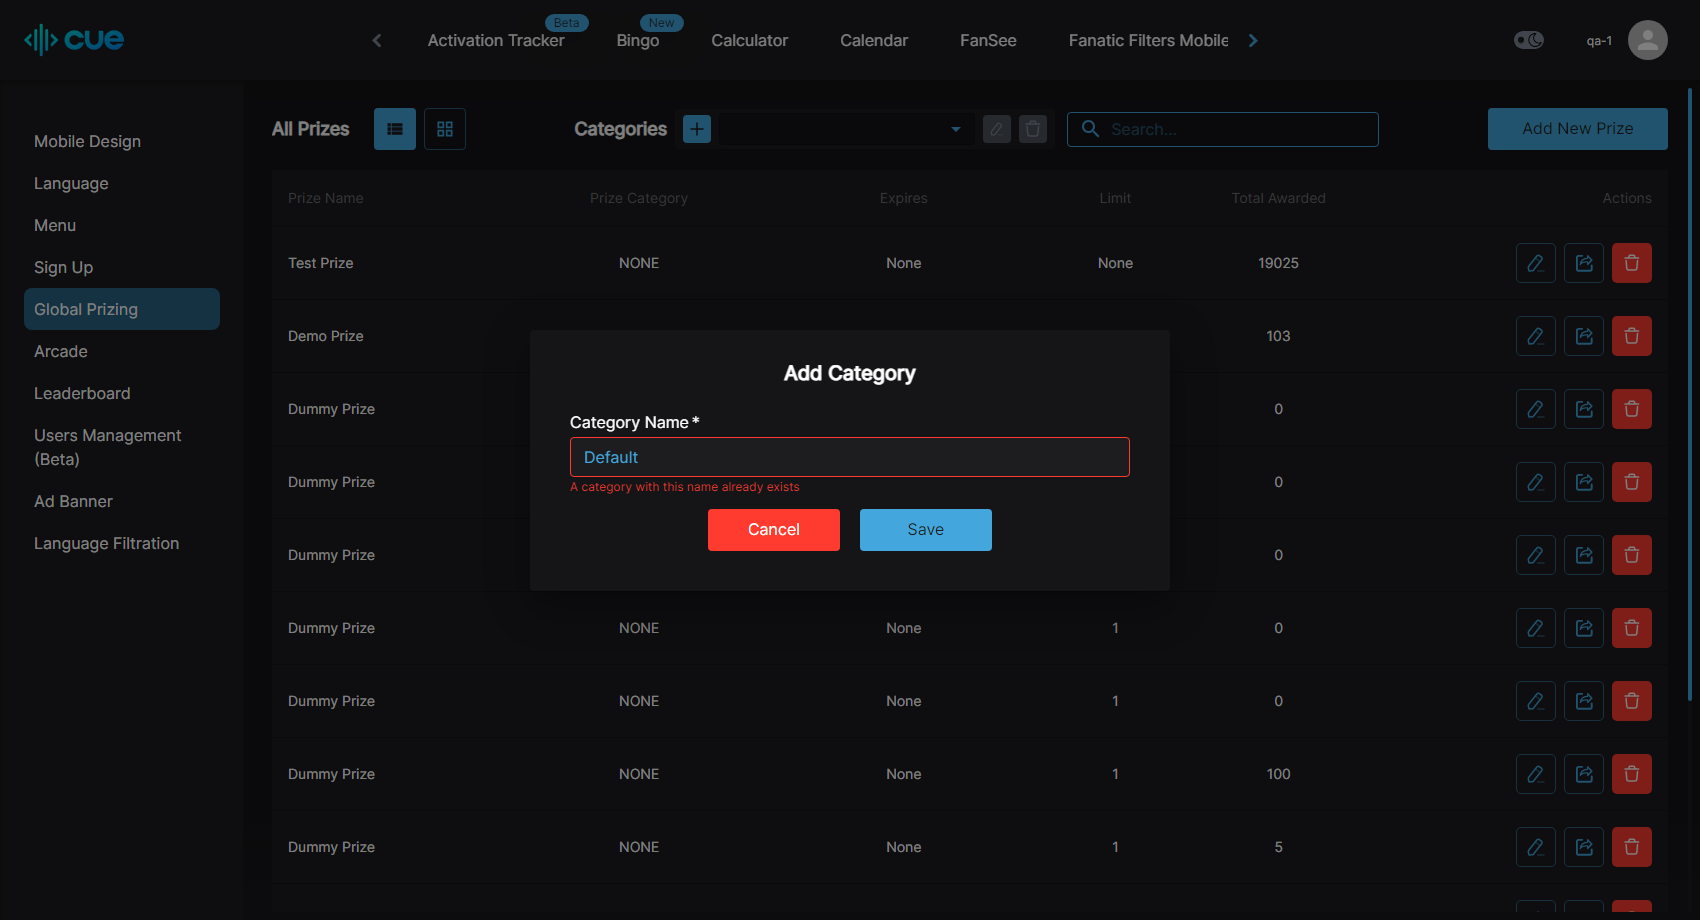 cue
Activation Tracker
Beta
Bingo
New
Calculator
Calendar
FanSee
Fanatic Filters Mobile
qa-1
Mobile Design
Language
Menu
Sign Up
Global Prizing
Arcade
Leaderboard
Users Management
(Beta)
Ad Banner
Language Filtration
All Prizes
Categories
Search...
Add New Prize
Prize Name Prize Category Expires Limit Total Awarded Actions
Test Prize NONE None None 19025
Demo Prize 103
Dummy Prize 0
Dummy Prize 0
Dummy Prize 0
Dummy Prize NONE None 1 0
Dummy Prize NONE None 1 0
Dummy Prize NONE None 1 100
Dummy Prize NONE None 1 5
Add Category
Category Name *
Default
A category with this name already exists
Cancel
Save